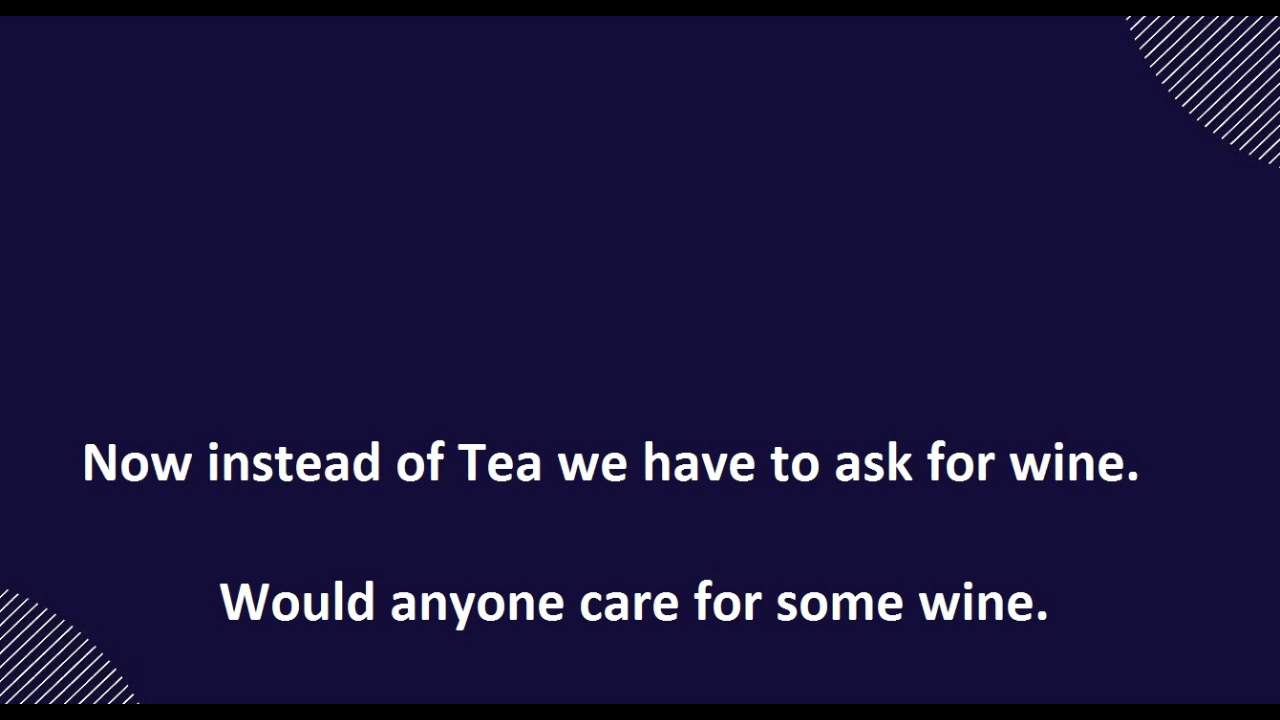 Now instead of Tea we have to ask for wine.
Would anyone care for some wine.